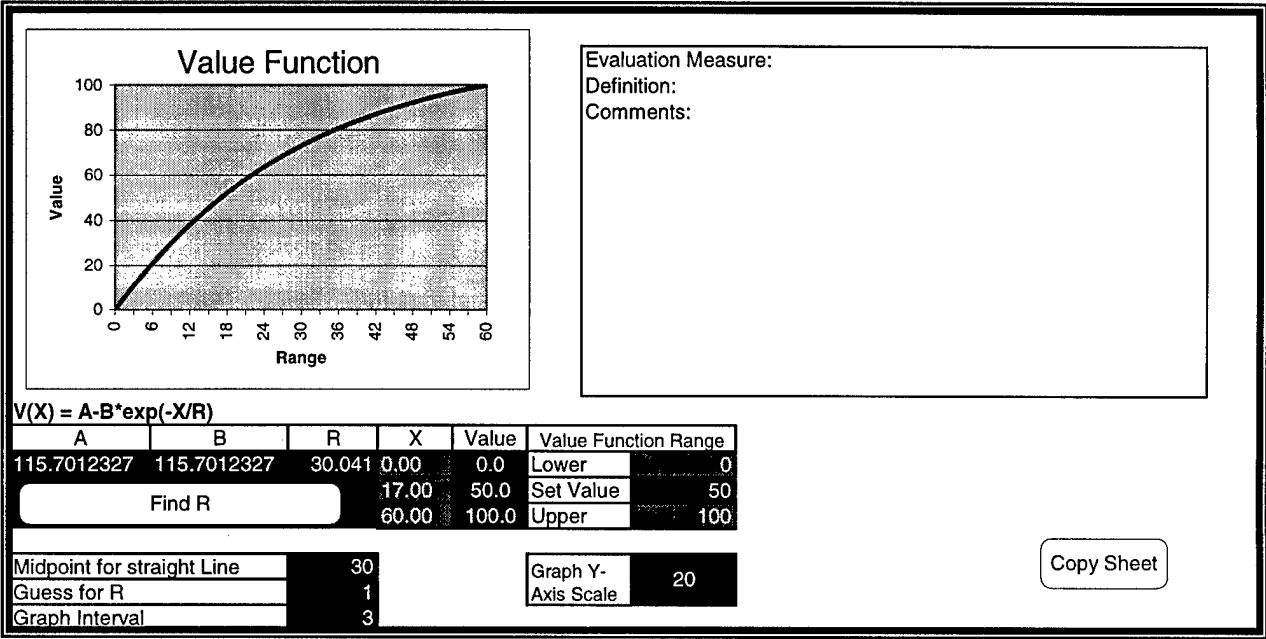 Value Function
100
80
60
40
20
0
Value
0 6 12 18 24 30 36 42 48 54 60
Range
Evaluation Measure:
Definition:
Comments:
V(X) = A-B*exp(-X/R)
A B R X Value Value Function Range
115.7012327 115.7012327 30.041 0.00 0.0 Lower 0
Find R 17.00 50.0 Set Value 50
60.00 100.0 Upper 100
Midpoint for straight Line 30
Guess for R 1
Graph Interval 3
Graph Y-
Axis Scale
20
Copy Sheet